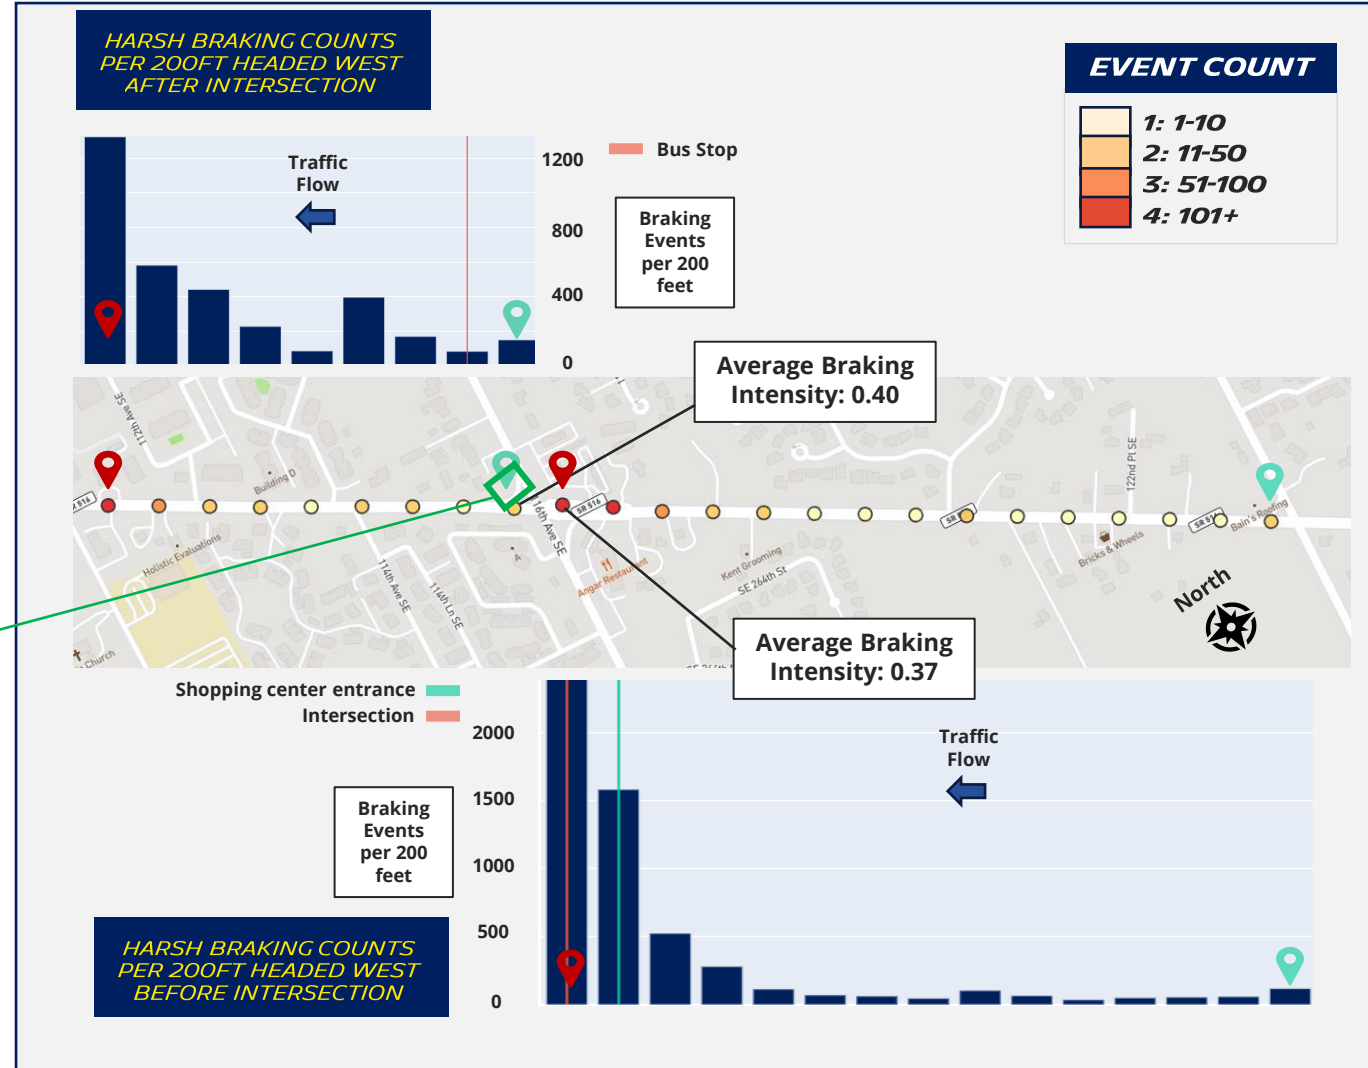 HARSH BRAKING COUNTS
PER 200FT HEADED WEST
AFTER INTERSECTION
EVENT COUNT
1: 1-10
2: 11-50
3: 51-100
4: 101+
Traffic
Flow
1200
800
400
0
Bus Stop
Braking
Events
per 200
feet
Average Braking
Intensity: 0.40
112th Ave SE
Building D
516
Holistic Evaluations
Church
114th Ave SE
114th Ln SE
A
116th Ave SE
SR 516
Angar Restaurant
Kent Grooming
SE 264th St
122nd Pl SE
Bricks & Wheels
Bain's Roofing
North
Average Braking
Intensity: 0.37
Shopping center entrance
Intersection
2000
1500
1000
500
0
Traffic
Flow
Braking
Events
per 200
feet
HARSH BRAKING COUNTS
PER 200FT HEADED WEST
BEFORE INTERSECTION